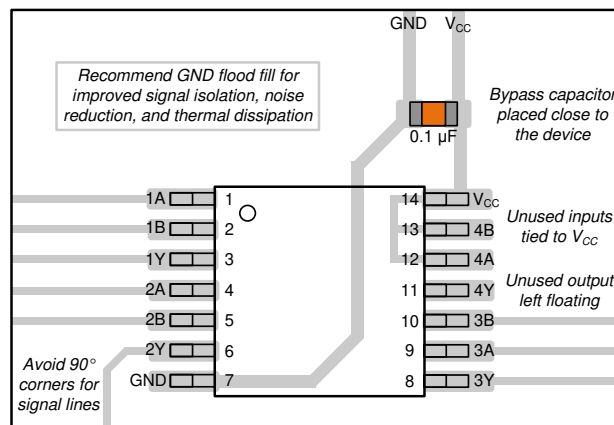 GND VCC
Recommend GND flood fill for
improved signal isolation, noise
reduction, and thermal dissipation
Bypass capacitor
placed close to
the device
0.1 µF
1A 1 14 VCC
1B 2 13 4B
1Y 3 12 4A
2A 4 11 4Y
2B 5 10 3B
2Y 6 9 3A
GND 7 8 3Y
Unused inputs
tied to VCC
Unused output
left floating
Avoid 90°
corners for
signal lines